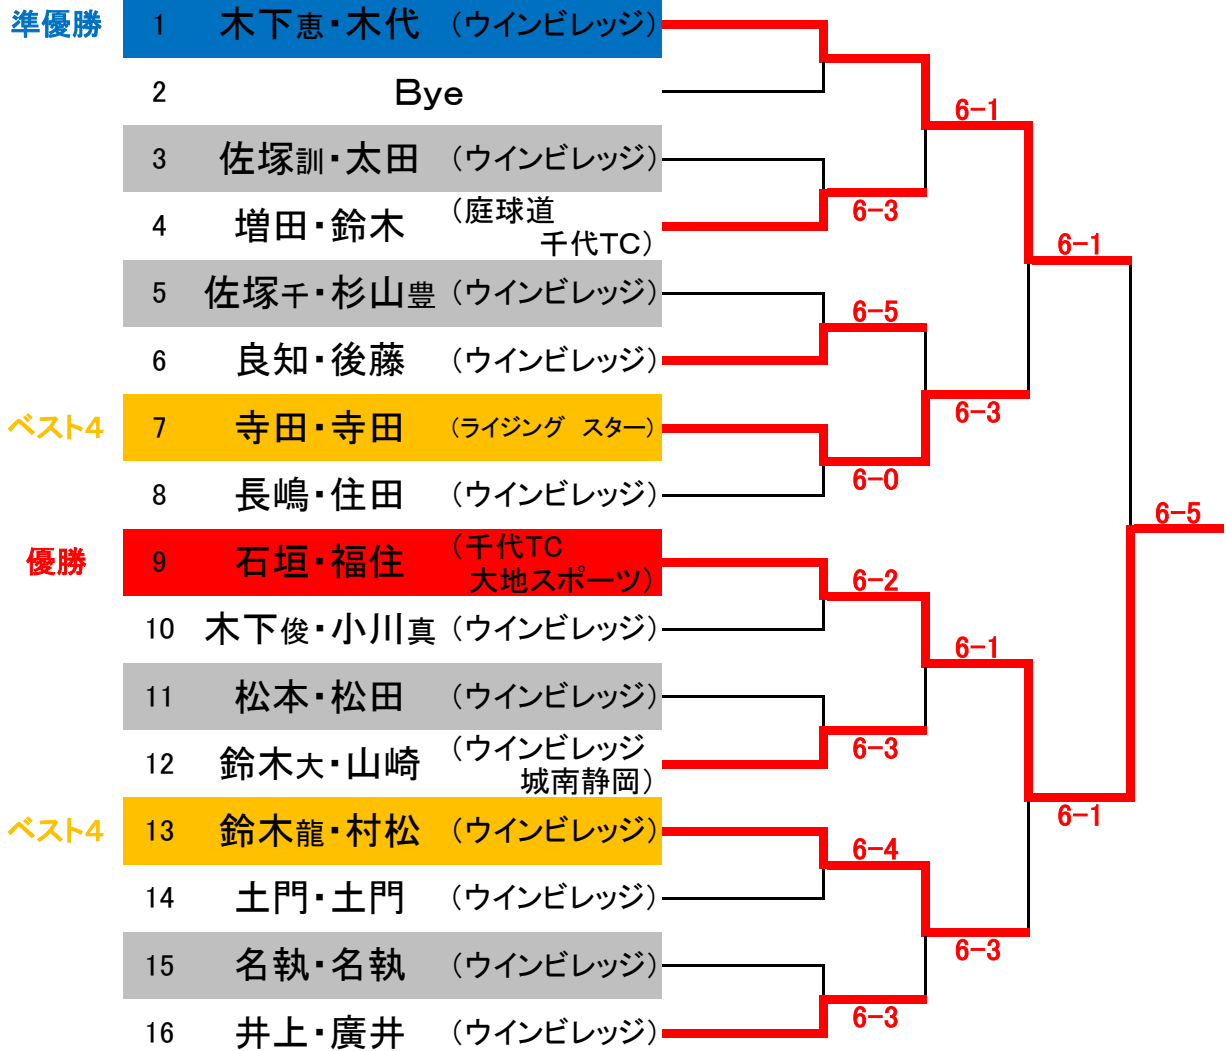 準優勝 1 木下恵・木代 (ウインビレッジ)
2 Bye
6-1
3 佐塚訓・太田 (ウインビレッジ)
4 増田・鈴木 (庭球道
千代TC)
6-3
6-1
5 佐塚千・杉山豊 (ウインビレッジ)
6-5
6 良知・後藤 (ウインビレッジ)
ベスト4 7 寺田・寺田 (ライジング スター)
6-3
6-0
8 長嶋・住田 (ウインビレッジ)
6-5
優勝 9 石垣・福住 (千代TC
大地スポーツ)
6-2
10 木下俊・小川真 (ウインビレッジ)
6-1
11 松本・松田 (ウインビレッジ)
6-3
12 鈴木大・山崎 (ウインビレッジ
城南静岡)
6-1
ベスト4 13 鈴木龍・村松 (ウインビレッジ)
6-4
14 土門・土門 (ウインビレッジ)
6-3
15 名執・名執 (ウインビレッジ)
6-3
16 井上・廣井 (ウインビレッジ)